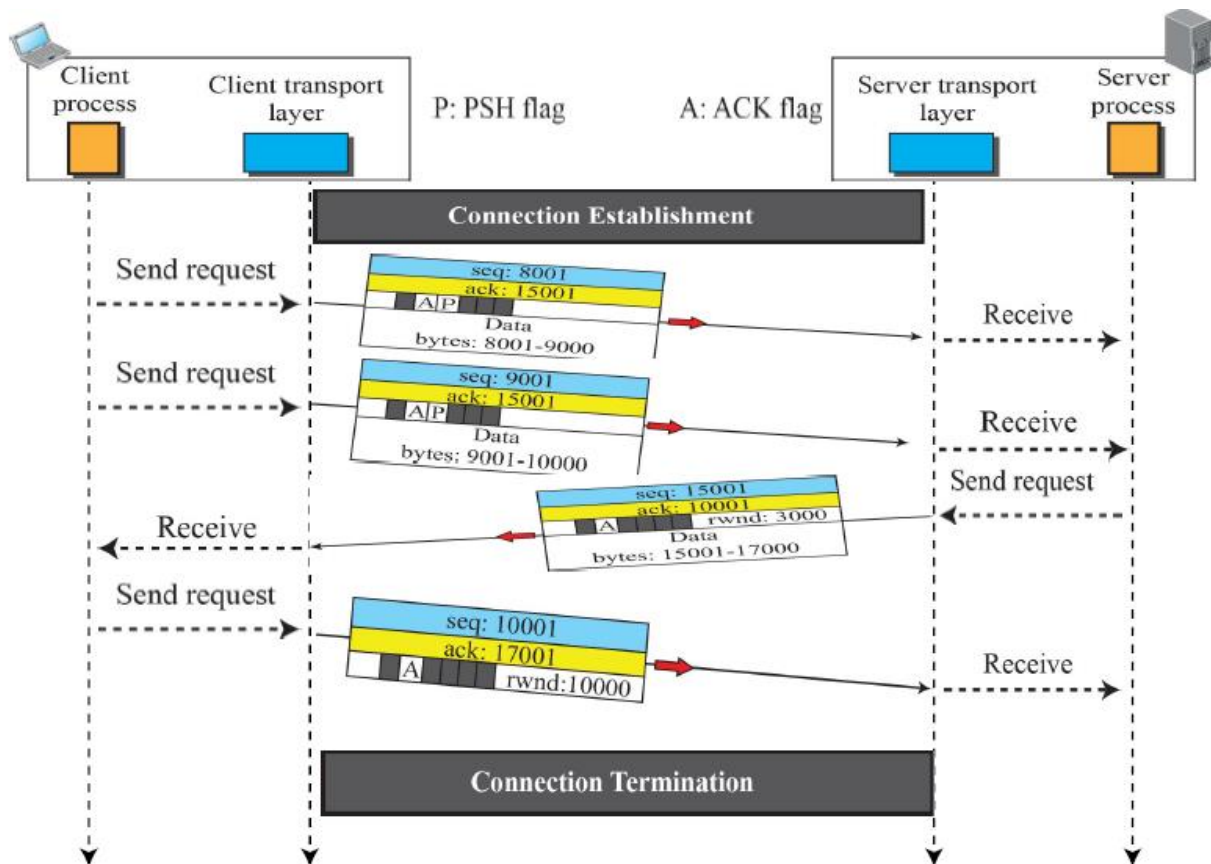 Client
process
Client transport
layer
P: PSH flag
A: ACK flag
Server transport
layer
Server
process
Connection Establishment
Send request
seq: 8001
ack: 15001
A P
Data
bytes: 8001-9000
Receive
Send request
seq: 9001
ack: 15001
A P
Data
bytes: 9001-10000
Receive
Send request
seq: 15001
ack: 10001
A rwnd: 3000
Data
bytes: 15001-17000
Receive
Send request
seq: 10001
ack: 17001
A rwnd:10000
Receive
Connection Termination